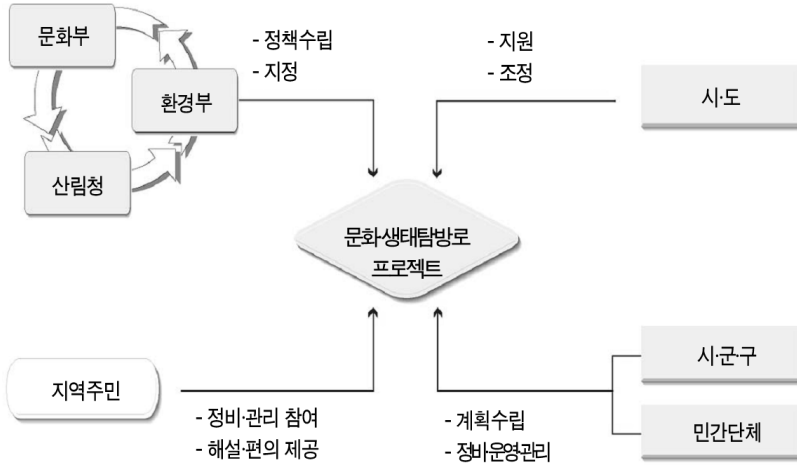 문화부
환경부
산림청
- 정책수립
- 지정
- 지원
- 조정
시·도
문화·생태탐방로
프로젝트
지역주민
- 정비·관리 참여
- 해설·편의 제공
- 계획수립
- 정비·운영·관리
시·군·구
민간단체